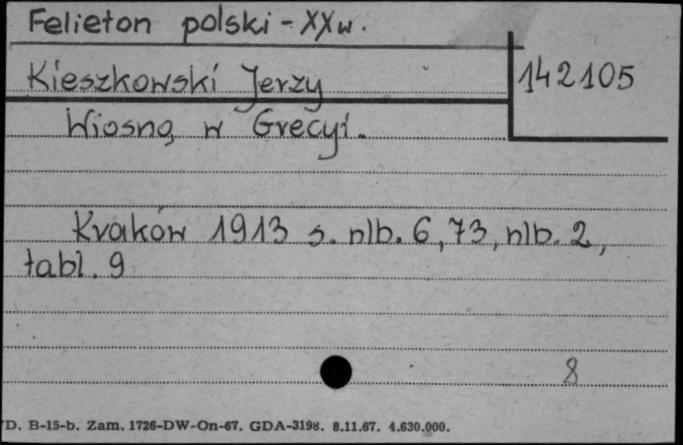 Felieton polski - XXw.
Kieszkowski Jerzy
142105
Wiosną w Grecyi.
Kraków 1913 s. nlb. 6, 73, nlb. 2,
tabl. 9
8
D. B-15-b. Zam. 1726-DW-On-67. GDA-3198. 8.11.67. 4.630.000.